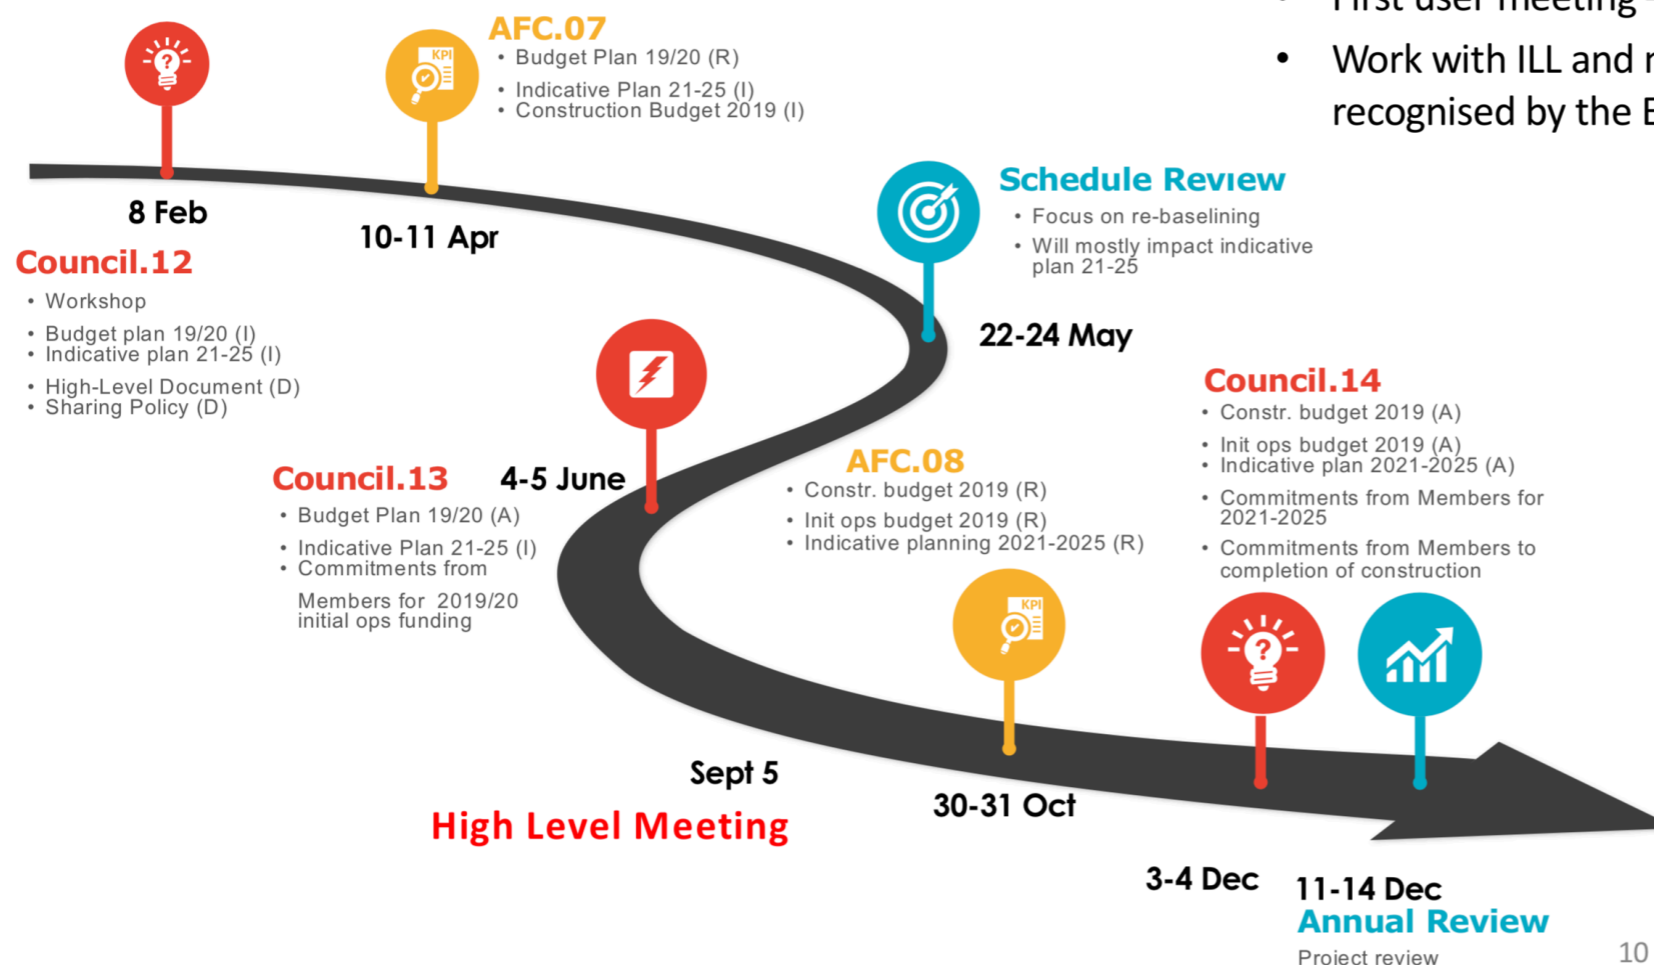 First user meeting
• Work with ILL and
recognised by the
AFC.07
• Budget Plan 19/20 (R)
• Indicative Plan 21-25 (I)
• Construction Budget 2019 (I)
KPI
8 Feb
10-11 Apr
Council.12
• Workshop
• Budget plan 19/20 (I)
• Indicative plan 21-25 (I)
• High-Level Document (D)
• Sharing Policy (D)
Schedule Review
• Focus on re-baselining
• Will mostly impact indicative
plan 21-25
22-24 May
Council.13
4-5 June
• Budget Plan 19/20 (A)
• Indicative Plan 21-25 (I)
• Commitments from
Members for 2019/20
initial ops funding
AFC.08
• Constr. budget 2019 (R)
• Init ops budget 2019 (R)
• Indicative planning 2021-2025 (R)
KPI
Council.14
• Constr. budget 2019 (A)
• Init ops budget 2019 (A)
• Indicative plan 2021-2025 (A)
• Commitments from Members for
2021-2025
• Commitments from Members to
completion of construction
?
?
Sept 5
High Level Meeting
30-31 Oct
3-4 Dec
11-14 Dec
Annual Review
Project review
10